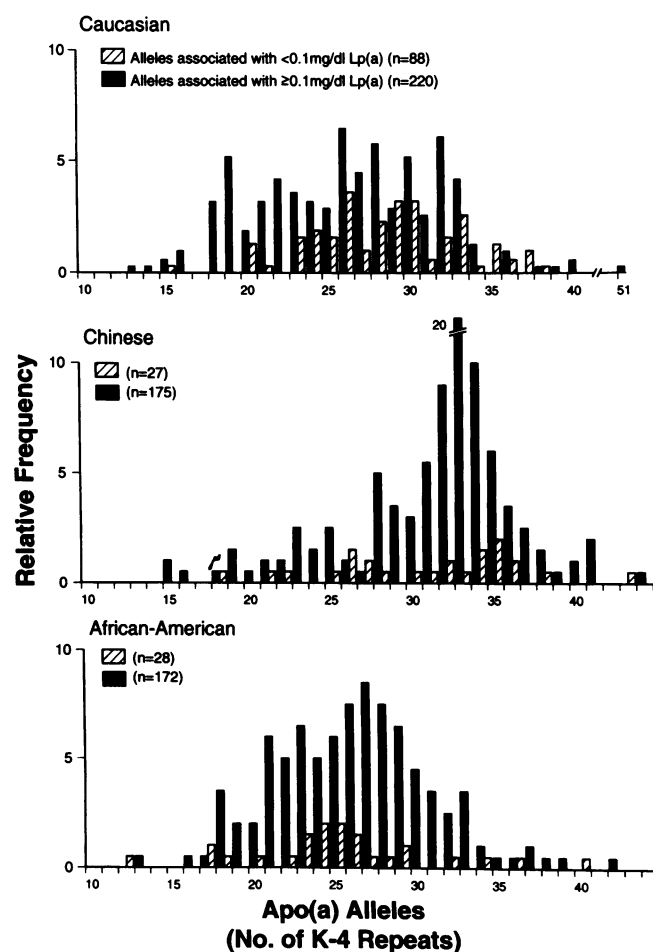 Caucasian
10
Alleles associated with <0.1mg/dl Lp(a) (n=88)
Alleles associated with ≥0.1mg/dl Lp(a) (n=220)
5
0
10 15 20 25 30 35 40 51
Chinese
20
10
(n=27)
(n=175)
5
0
10 15 20 25 30 35 40
Relative Frequency
African-American
10
(n=28)
(n=172)
5
0
10 15 20 25 30 35 40
Apo(a) Alleles
(No. of K-4 Repeats)